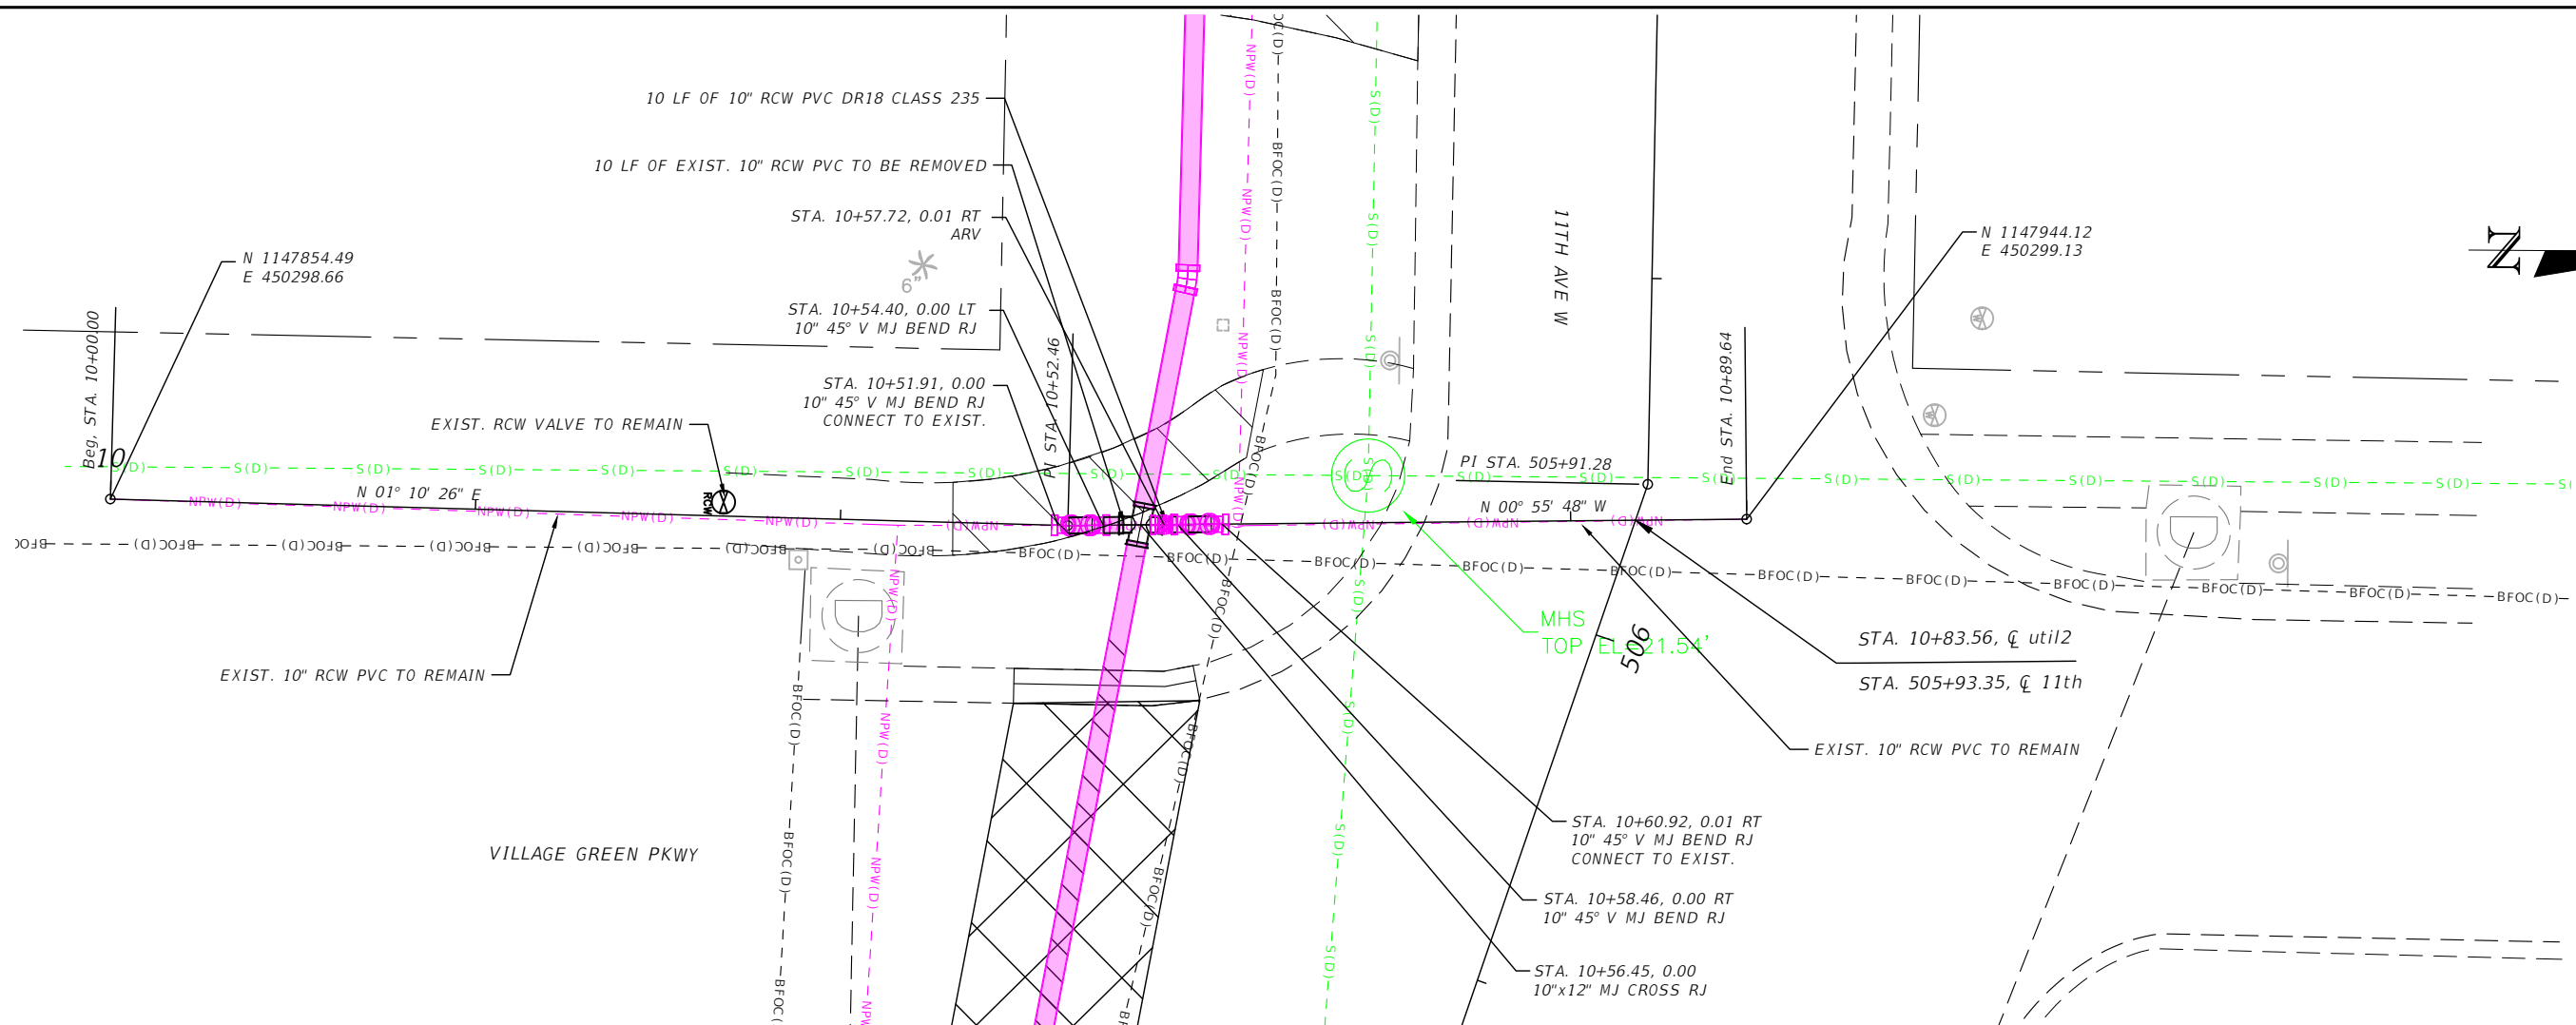 10 LF OF 10" RCW PVC DR18 CLASS 235
10 LF OF EXIST. 10" RCW PVC TO BE REMOVED
STA. 10+57.72, 0.01 RT
ARV
N 1147854.49
E 450298.66
6"
STA. 10+54.40, 0.00 LT
10" 45° V MJ BEND RJ
STA. 10+51.91, 0.00
10" 45° V MJ BEND RJ
CONNECT TO EXIST.
EXIST. RCW VALVE TO REMAIN
Beg. STA. 10+00.00
10
PI STA. 10+52.46
N 01° 10' 26" E
RCW
EXIST. 10" RCW PVC TO REMAIN
VILLAGE GREEN PKWY
11TH AVE W
N 1147944.12
E 450299.13
N
End STA. 10+89.64
PI STA. 505+91.28
N 00° 55' 48" W
MHS
TOP EL=21.54'
506
STA. 10+83.56, ℄ util2
STA. 505+93.35, ℄ 11th
EXIST. 10" RCW PVC TO REMAIN
STA. 10+60.92, 0.01 RT
10" 45° V MJ BEND RJ
CONNECT TO EXIST.
STA. 10+58.46, 0.00 RT
10" 45° V MJ BEND RJ
STA. 10+56.45, 0.00
10"x12" MJ CROSS RJ
S(D)
NPW(D)
BFOC(D)
W
W